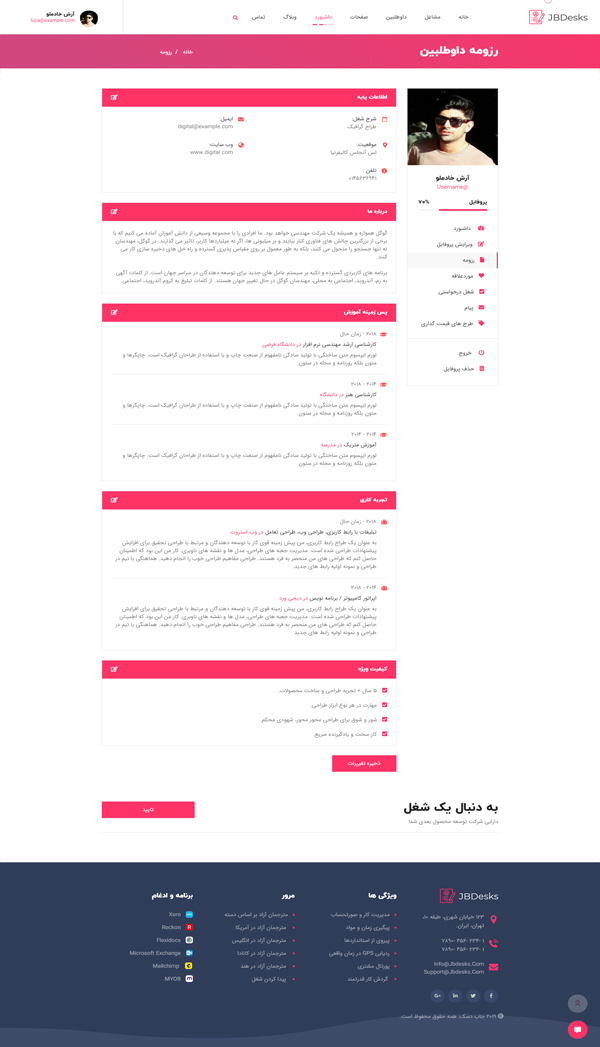 JBDesks
خانه
مشاغل
داوطلبین
صفحات
داشبورد
وبلاگ
تماس
آرش خادملو
luca@example.com
رزومه داوطلبین
خانه / رزومه
آرش خادملو
Username@
پروفایل
۷۰%
داشبورد
ویرایش پروفایل
رزومه
موردعلاقه
شغل درخواستی
پیام
طرح های قیمت گذاری
خروج
حذف پروفایل
اطلاعات پایه
شرح شغل:
طراح گرافیک
ایمیل:
digital@example.com
موقعیت:
لس آنجلس کالیفرنیا
وب سایت:
www.digital.com
تلفن :
درباره ما
گوگل همواره و همیشه یک شرکت مهندسی خواهد بود. ما افرادی را با مجموعه وسیعی از دانش آموزان آماده می کنیم که با
برخی از بزرگترین چالش های فناوری کنار بیایند و بر میلیونی ها، اگر نه میلیاردها کاربر، تاثیر می گذارند. در گوگل، مهندسان
نه تنها جستجو را متحول می کنند، بلکه به طور معمول بر روی مقیاس پذیری گسترده و راه حل های ذخیره سازی کار می
کنند.
برنامه های کاربردی گسترده و تکیه بر سیستم عامل های جدید برای توسعه دهندگان در سراسر جهان است. از کلمات آگهی
به رم، آندروید، اجتماعی به محلی، مهندسان گوگل در حال تغییر جهان هستند. از کلمات تبلیغ به کروم آندروید، اجتماعی.
پس زمینه آموزش
۲۰۱۸ - زمان حال
کارشناسی ارشد مهندسی نرم افزار در دانشگاه فرضی
لورم ایپسوم متن ساختگی با تولید سادگی نامفهوم از صنعت چاپ و با استفاده از طراحان گرافیک است. چاپگرها و
متون بلکه روزنامه و مجله در ستون.
۲۰۱۴ - ۲۰۱۸
کارشناسی هنر در دانشگاه
لورم ایپسوم متن ساختگی با تولید سادگی نامفهوم از صنعت چاپ و با استفاده از طراحان گرافیک است. چاپگرها و
متون بلکه روزنامه و مجله در ستون.
آموزش متریک در مدرسه
لورم ایپسوم متن ساختگی با تولید سادگی نامفهوم از صنعت چاپ و با استفاده از طراحان گرافیک است. چاپگرها و
متون بلکه روزنامه و مجله در ستون.
تجربه کاری
۲۰۱۸ - زمان حال
تبلیغات با رابط کاربری، طراحی وب، طراحی تعامل در وب استروت
به عنوان یک طراح رابط کاربری، من پیش زمینه قوی کار با توسعه دهندگان و مرتبط با طراحی تحقیق برای افزایش
پیشنهادات طراحی شده است. مدیریت جعبه های طراحی، مدل ها و نقشه های ناوبری. کار من این بود که اطمینان
حاصل کنم که طراحی های من منحصر به فرد هستند. طراحی مفاهیم طراحی خوب را انجام دهید. هماهنگی با تیم در
طراحی و نمونه اولیه رابط های جدید.
۲۰۱۴ - ۲۰۱۸
اپراتور کامپیوتر / برنامه نویس در دیجی ورد
به عنوان یک طراح رابط کاربری، من پیش زمینه قوی کار با توسعه دهندگان و مرتبط با طراحی تحقیق برای افزایش
پیشنهادات طراحی شده است. مدیریت جعبه های طراحی، مدل ها و نقشه های ناوبری. کار من این بود که اطمینان
حاصل کنم که طراحی های من منحصر به فرد هستند. طراحی مفاهیم طراحی خوب را انجام دهید. هماهنگی با تیم در
طراحی و نمونه اولیه رابط های جدید
کیفیت ویژه
۵ سال + تجربه طراحی و ساخت محصولات.
مهارت در هر نوع ابزار طراحی.
شور و شوق برای طراحی محور محور، شهودی محکم.
کار سخت و یادگیرنده سریع.
ذخیره تغییرات
به دنبال یک شغل
دارایی شرکت توسعه محصول بعدی شما
تایید
JBDesks
۱۲۳ خیابان شهری، طبقه ۱۰،
تهران، ایران.
Info@Jbdesks.Com
Support@Jbdesks.Com
ویژگی ها
مدیریت کار و صورتحساب
پیگیری زمان و مواد
پیروی از استانداردها
ردیابی GPS در زمان واقعی
پورتال مشتری
گردش کار قدرتمند
مرور
مترجمان آزاد بر اساس دسته
مترجمان آزاد در آمریکا
مترجمان آزاد در انگلیس
مترجمان آزاد در کانادا
مترجمان آزاد در هند
پیدا کردن شغل
برنامه و ادغام
Xero
Reckon
Flexidocs
Microsoft Exchange
Mailchimp
MYOB
۲۰۱۹ جاب دسک. همه حقوق محفوظ است.